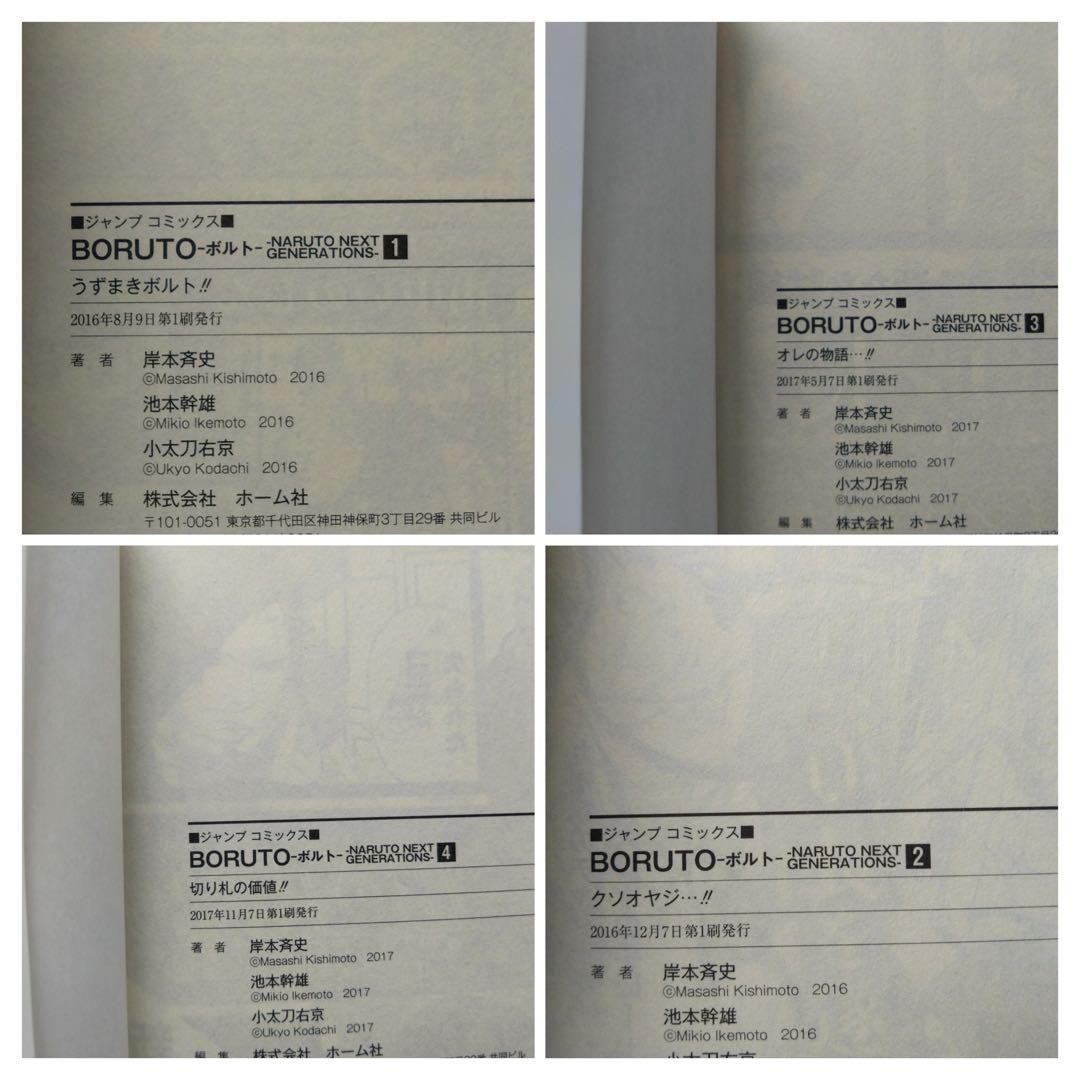 ■ジャンプ コミックス■
BORUTO-ボルト- -NARUTO NEXT GENERATIONS- 1
うずまきボルト!!
2016年8月9日第1刷発行
著 者 岸本斉史
©Masashi Kishimoto 2016
池本幹雄
©Mikio Ikemoto 2016
小太刀右京
©Ukyo Kodachi 2016
編 集 株式会社 ホーム社
〒101-0051 東京都千代田区神田神保町3丁目29番 共同ビル
■ジャンプ コミックス■
BORUTO-ボルト- -NARUTO NEXT GENERATIONS- 3
オレの物語…!!
2017年5月7日第1刷発行
著 者 岸本斉史
©Masashi Kishimoto 2017
池本幹雄
©Mikio Ikemoto 2017
小太刀右京
©Ukyo Kodachi 2017
編 集 株式会社 ホーム社
■ジャンプ コミックス■
BORUTO-ボルト- -NARUTO NEXT GENERATIONS- 4
切り札の価値!!
2017年11月7日第1刷発行
著 者 岸本斉史
©Masashi Kishimoto 2017
池本幹雄
©Mikio Ikemoto 2017
小太刀右京
©Ukyo Kodachi 2017
編 集 株式会社 ホーム社
■ジャンプ コミックス■
BORUTO-ボルト- -NARUTO NEXT GENERATIONS- 2
クソオヤジ…!!
2016年12月7日第1刷発行
著 者 岸本斉史
©Masashi Kishimoto 2016
池本幹雄
©Mikio Ikemoto 2016